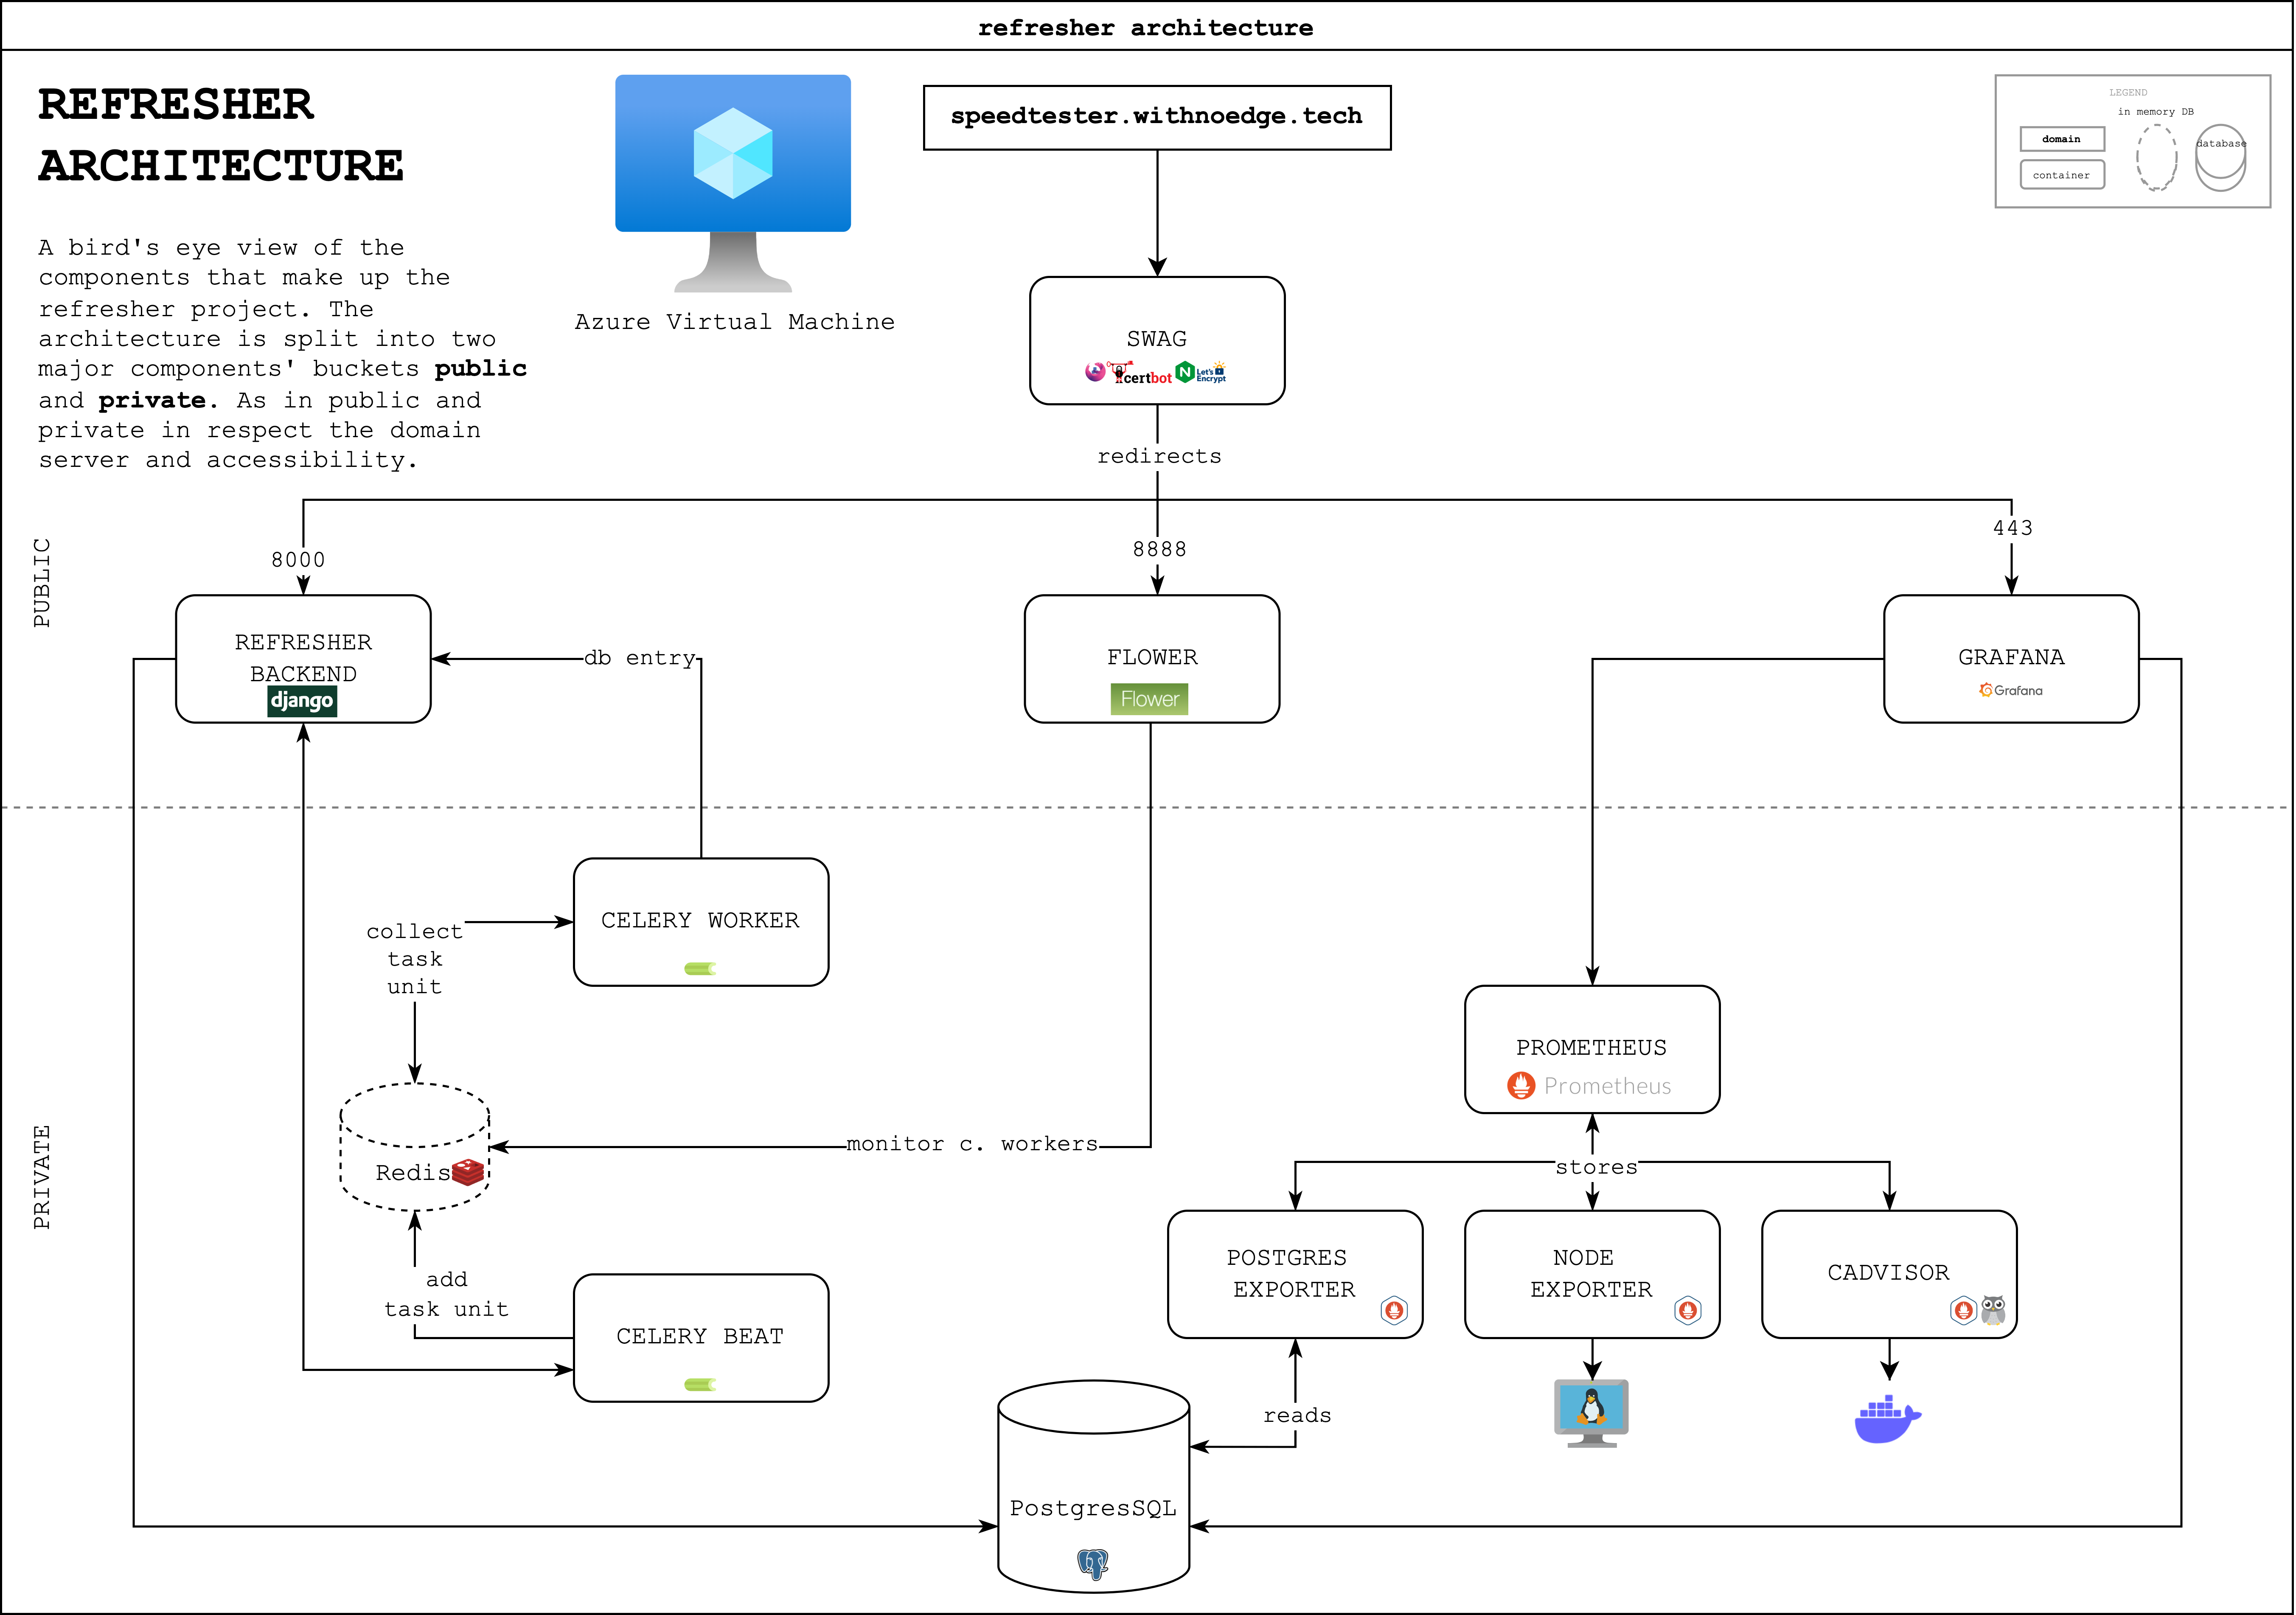 refresher architecture
REFRESHER
ARCHITECTURE
A bird's eye view of the
components that make up the
refresher project. The
architecture is split into two
major components' buckets public
and private. As in public and
private in respect the domain
server and accessibility.
Azure Virtual Machine
speedtester.withnoedge.tech
LEGEND
in memory DB
domain
database
container
SWAG
certbot
N
Let's
Encrypt
redirects
8000
8888
443
PUBLIC
REFRESHER
BACKEND
django
db entry
FLOWER
Flower
GRAFANA
Grafana
PRIVATE
CELERY WORKER
collect
task
unit
Redis
monitor c. workers
add
task unit
CELERY BEAT
PROMETHEUS
Prometheus
stores
POSTGRES
EXPORTER
NODE
EXPORTER
CADVISOR
reads
PostgresSQL